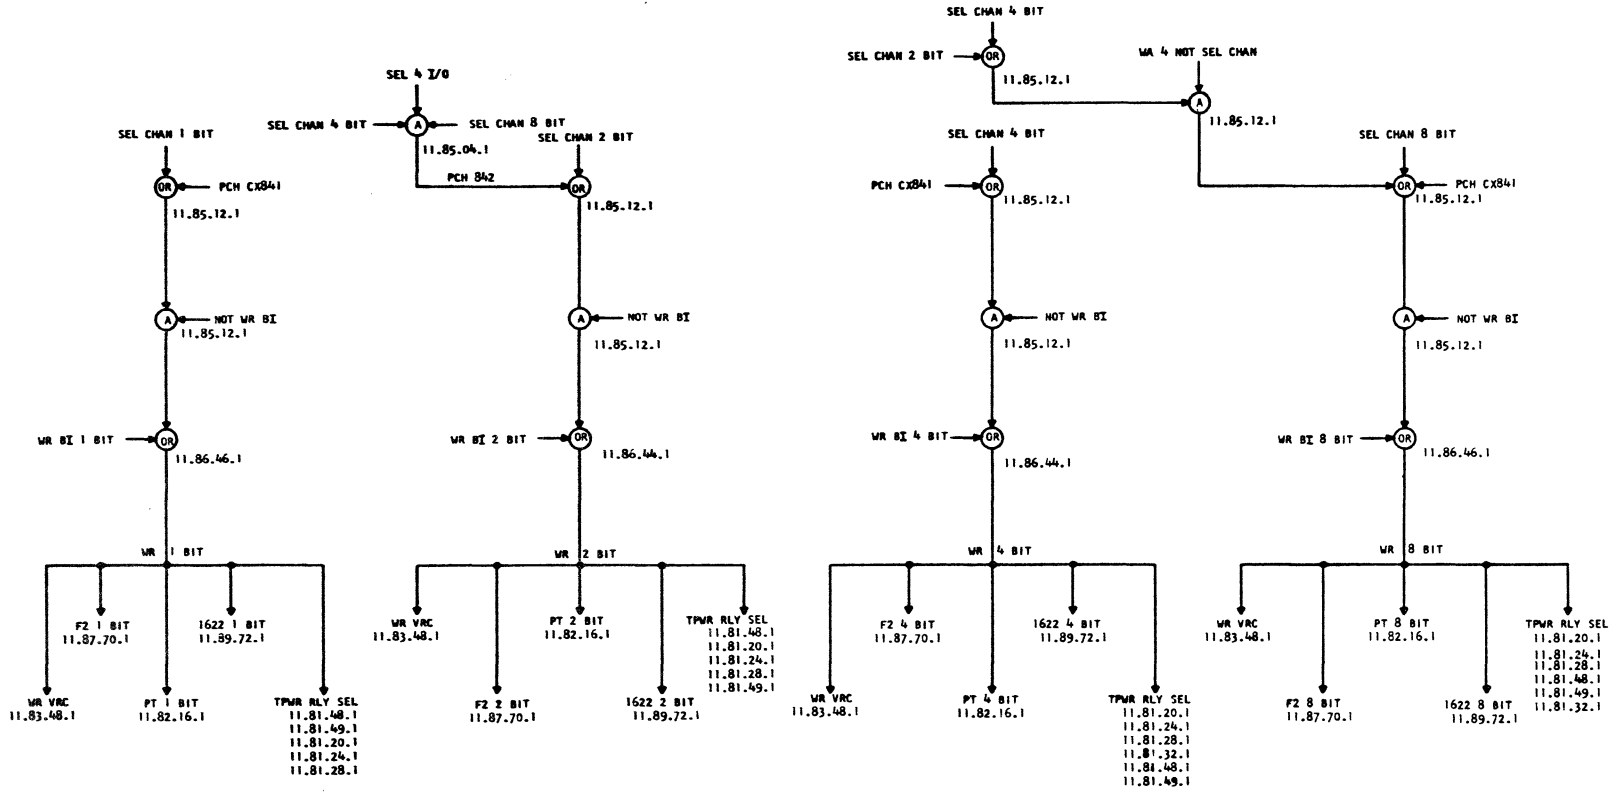 SEL CHAN 4 BIT
SEL CHAN 2 BIT
OR
11.85.12.1
WA 4 NOT SEL CHAN
A
11.85.12.1
SEL 4 I/O
SEL CHAN 4 BIT
A
SEL CHAN 8 BIT
11.85.04.1
PCH 842
SEL CHAN 1 BIT
OR
PCH CX841
11.85.12.1
SEL CHAN 2 BIT
OR
11.85.12.1
SEL CHAN 4 BIT
PCH CX841
OR
11.85.12.1
SEL CHAN 8 BIT
OR
PCH CX841
11.85.12.1
A
NOT WR BI
11.85.12.1
A
NOT WR BI
11.85.12.1
A
NOT WR BI
11.85.12.1
A
NOT WR BI
11.85.12.1
WR BI 1 BIT
OR
11.86.46.1
WR BI 2 BIT
OR
11.86.44.1
WR BI 4 BIT
OR
11.86.44.1
WR BI 8 BIT
OR
11.86.46.1
WR 1 BIT
F2 1 BIT
11.87.70.1
1622 1 BIT
11.89.72.1
WR VRC
11.83.48.1
PT 1 BIT
11.82.16.1
TPWR RLY SEL
11.81.48.1
11.81.49.1
11.81.20.1
11.81.24.1
11.81.28.1
WR 2 BIT
WR VRC
11.83.48.1
PT 2 BIT
11.82.16.1
TPWR RLY SEL
11.81.48.1
11.81.20.1
11.81.24.1
11.81.28.1
11.81.49.1
F2 2 BIT
11.87.70.1
1622 2 BIT
11.89.72.1
WR 4 BIT
F2 4 BIT
11.87.70.1
1622 4 BIT
11.89.72.1
WR VRC
11.83.48.1
PT 4 BIT
11.82.16.1
TPWR RLY SEL
11.81.20.1
11.81.24.1
11.81.28.1
11.81.32.1
11.81.48.1
11.81.49.1
WR 8 BIT
WR VRC
11.83.48.1
PT 8 BIT
11.82.16.1
TPWR RLY SEL
11.81.20.1
11.81.24.1
11.81.28.1
11.81.48.1
11.81.49.1
11.81.32.1
F2 8 BIT
11.87.70.1
1622 8 BIT
11.89.72.1